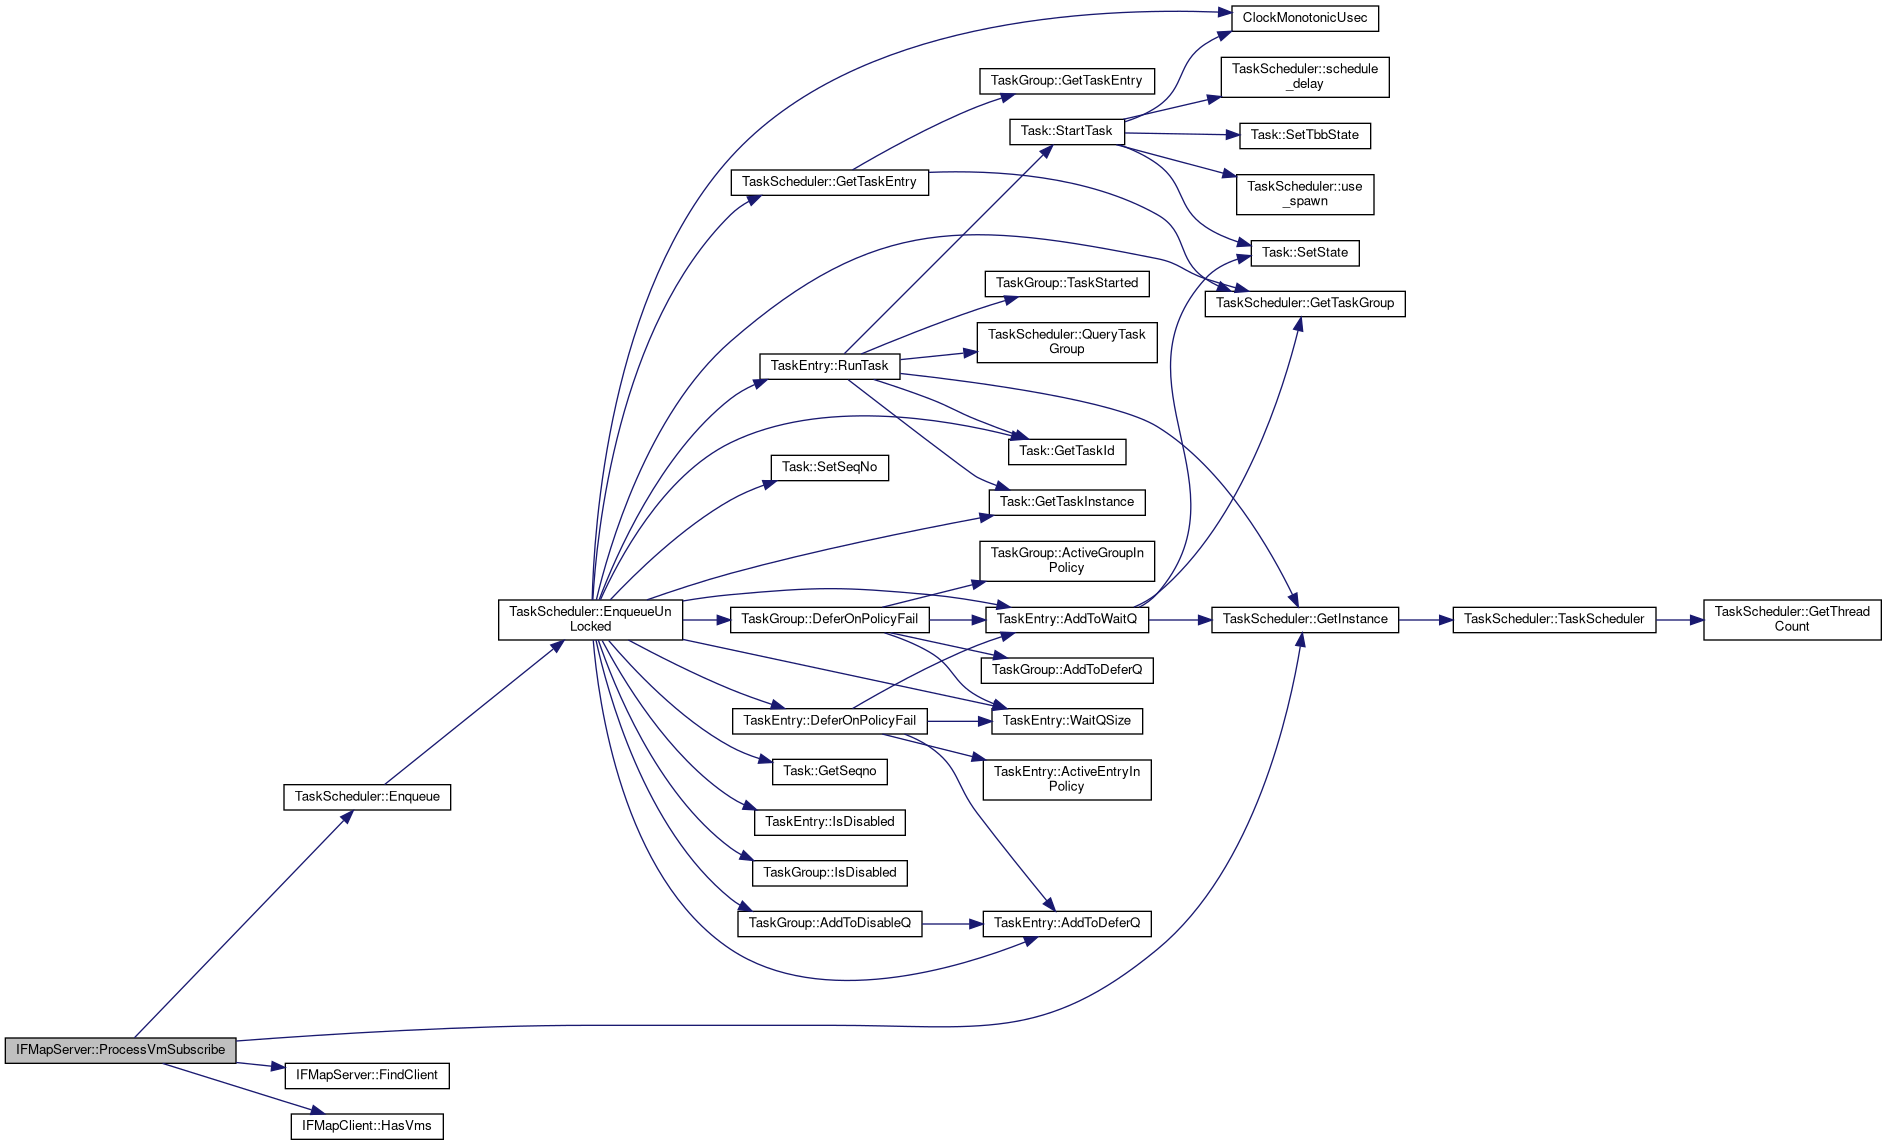 IFMapServer::ProcessVmSubscribe
TaskScheduler::Enqueue
IFMapServer::FindClient
IFMapClient::HasVms
TaskScheduler::EnqueueUn
Locked
TaskScheduler::GetTaskEntry
TaskEntry::RunTask
Task::SetSeqNo
TaskGroup::DeferOnPolicyFail
TaskEntry::DeferOnPolicyFail
Task::GetSeqno
TaskEntry::IsDisabled
TaskGroup::IsDisabled
TaskGroup::AddToDisableQ
TaskGroup::GetTaskEntry
Task::StartTask
TaskGroup::TaskStarted
TaskScheduler::QueryTask
Group
Task::GetTaskId
Task::GetTaskInstance
TaskGroup::ActiveGroupIn
Policy
TaskEntry::AddToWaitQ
TaskGroup::AddToDeferQ
TaskEntry::WaitQSize
TaskEntry::ActiveEntryIn
Policy
TaskEntry::AddToDeferQ
ClockMonotonicUsec
TaskScheduler::schedule
_delay
Task::SetTbbState
TaskScheduler::use
_spawn
Task::SetState
TaskScheduler::GetTaskGroup
TaskScheduler::GetInstance
TaskScheduler::TaskScheduler
TaskScheduler::GetThread
Count